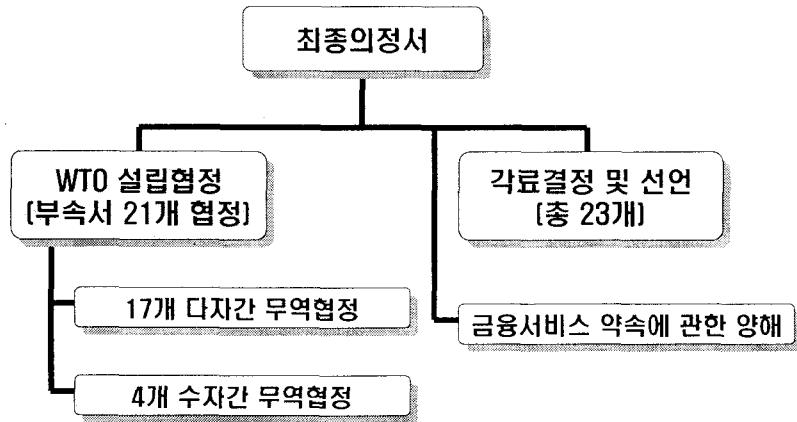 최종의정서
WTO 설립협정
(부속서 21개 협정)
각료결정 및 선언
(총 23개)
17개 다자간 무역협정
금융서비스 약속에 관한 양해
4개 수자간 무역협정